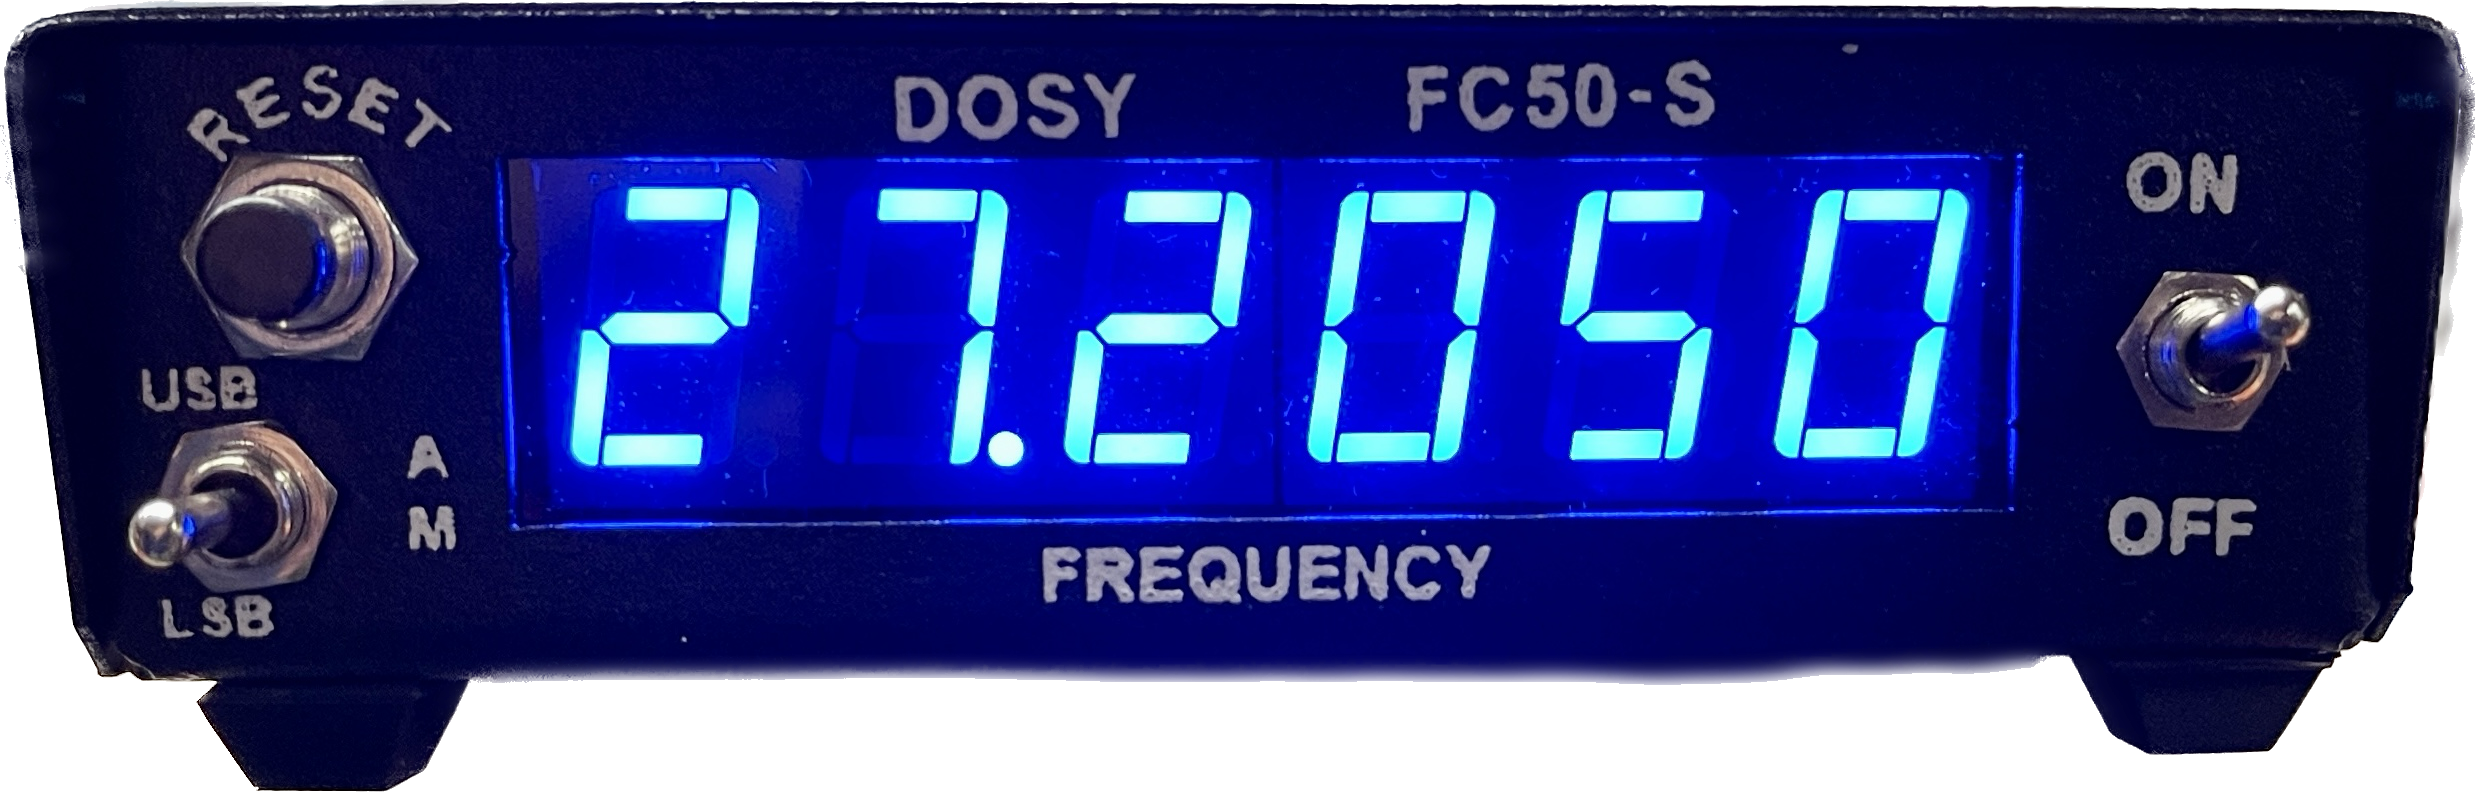 RESET
DOSY FC50-S
ON
27.2050
USB
A
M
LSB
OFF
FREQUENCY